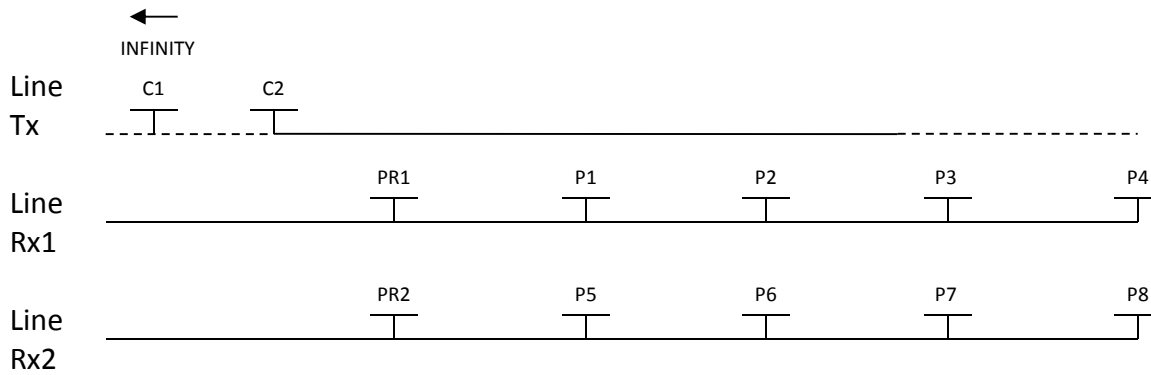 INFINITY
Line
Tx
C1 C2
Line
Rx1
PR1 P1 P2 P3 P4
Line
Rx2
PR2 P5 P6 P7 P8